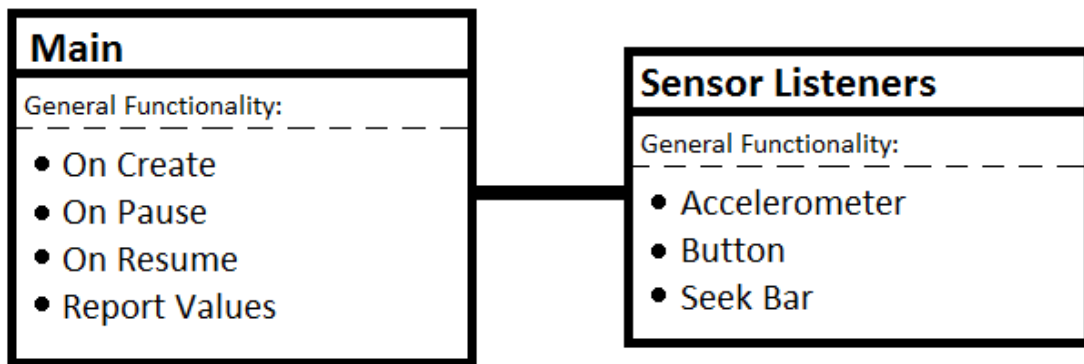 Main
General Functionality:
• On Create
• On Pause
• On Resume
• Report Values
Sensor Listeners
General Functionality:
• Accelerometer
• Button
• Seek Bar